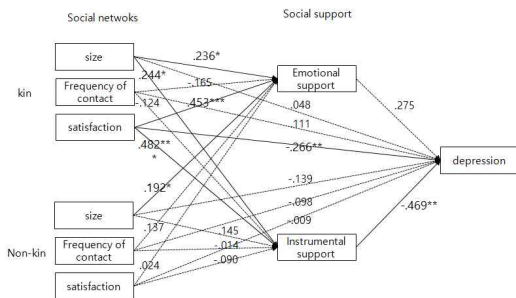 Social netwoks
Social support
size
.236*
.244*
Emotional
support
-.165
kin
Frequency of
contact
-.124
.453***
.048
.275
.111
satisfaction
-.266**
.482**
*
depression
.192*
-.139
size
-.098
-.469**
.137
.145
-.009
Non-kin
Frequency of
contact
-.014
Instrumental
support
.024
-.090
satisfaction